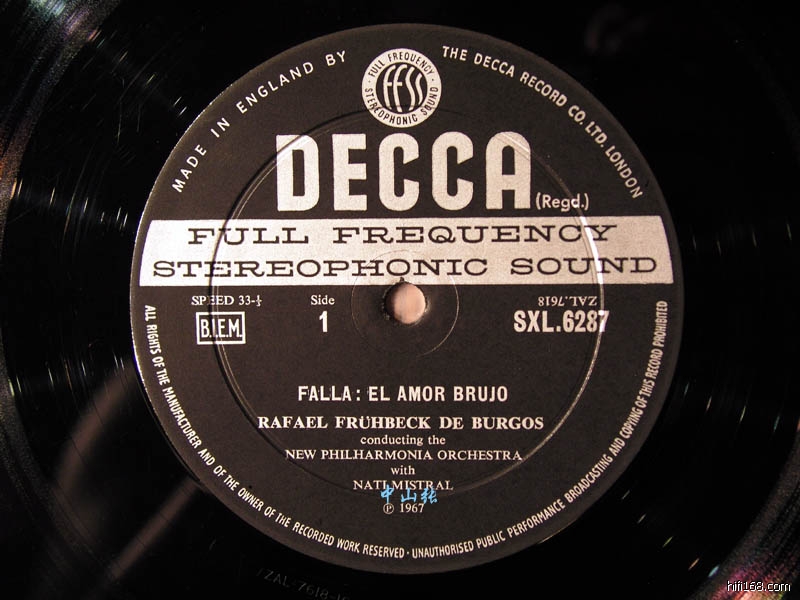 MADE IN ENGLAND BY
THE DECCA RECORD CO. LTD. LONDON
FULL FREQUENCY
FFSS
STEREOPHONIC SOUND
DECCA (Regd.)
FULL FREQUENCY
STEREOPHONIC SOUND
SPEED 33-⅓
Side
ZAL.7618
B.I.E.M.
1
SXL.6287
FALLA: EL AMOR BRUJO
RAFAEL FRÜHBECK DE BURGOS
conducting the
NEW PHILHARMONIA ORCHESTRA
with
NATI MISTRAL
中山张
℗ 1967
ALL RIGHTS OF THE MANUFACTURER AND OF THE OWNER OF THE RECORDED WORK RESERVED · UNAUTHORISED PUBLIC PERFORMANCE BROADCASTING AND COPYING OF THIS RECORD PROHIBITED
hifi168.com